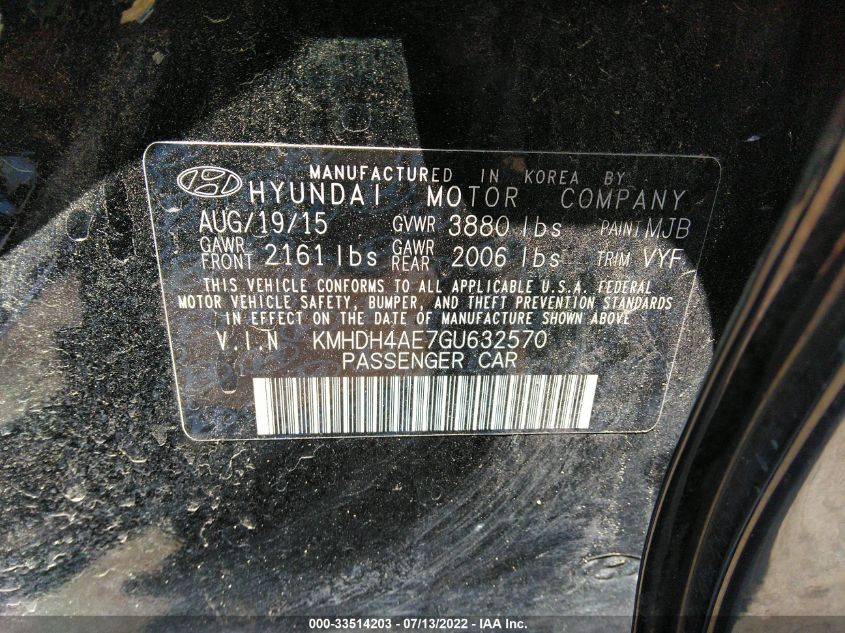 MANUFACTURED IN KOREA BY
HYUNDAI MOTOR COMPANY
AUG/19/15 GVWR 3880 lbs PAINT MJB
GAWR FRONT 2161 lbs GAWR REAR 2006 lbs TRIM VYF
THIS VEHICLE CONFORMS TO ALL APPLICABLE U.S.A. FEDERAL
MOTOR VEHICLE SAFETY, BUMPER, AND THEFT PREVENTION STANDARDS
IN EFFECT ON THE DATE OF MANUFACTURE SHOWN ABOVE
V.I.N KMHDH4AE7GU632570
PASSENGER CAR
000-33514203 - 07/13/2022 - IAA Inc.